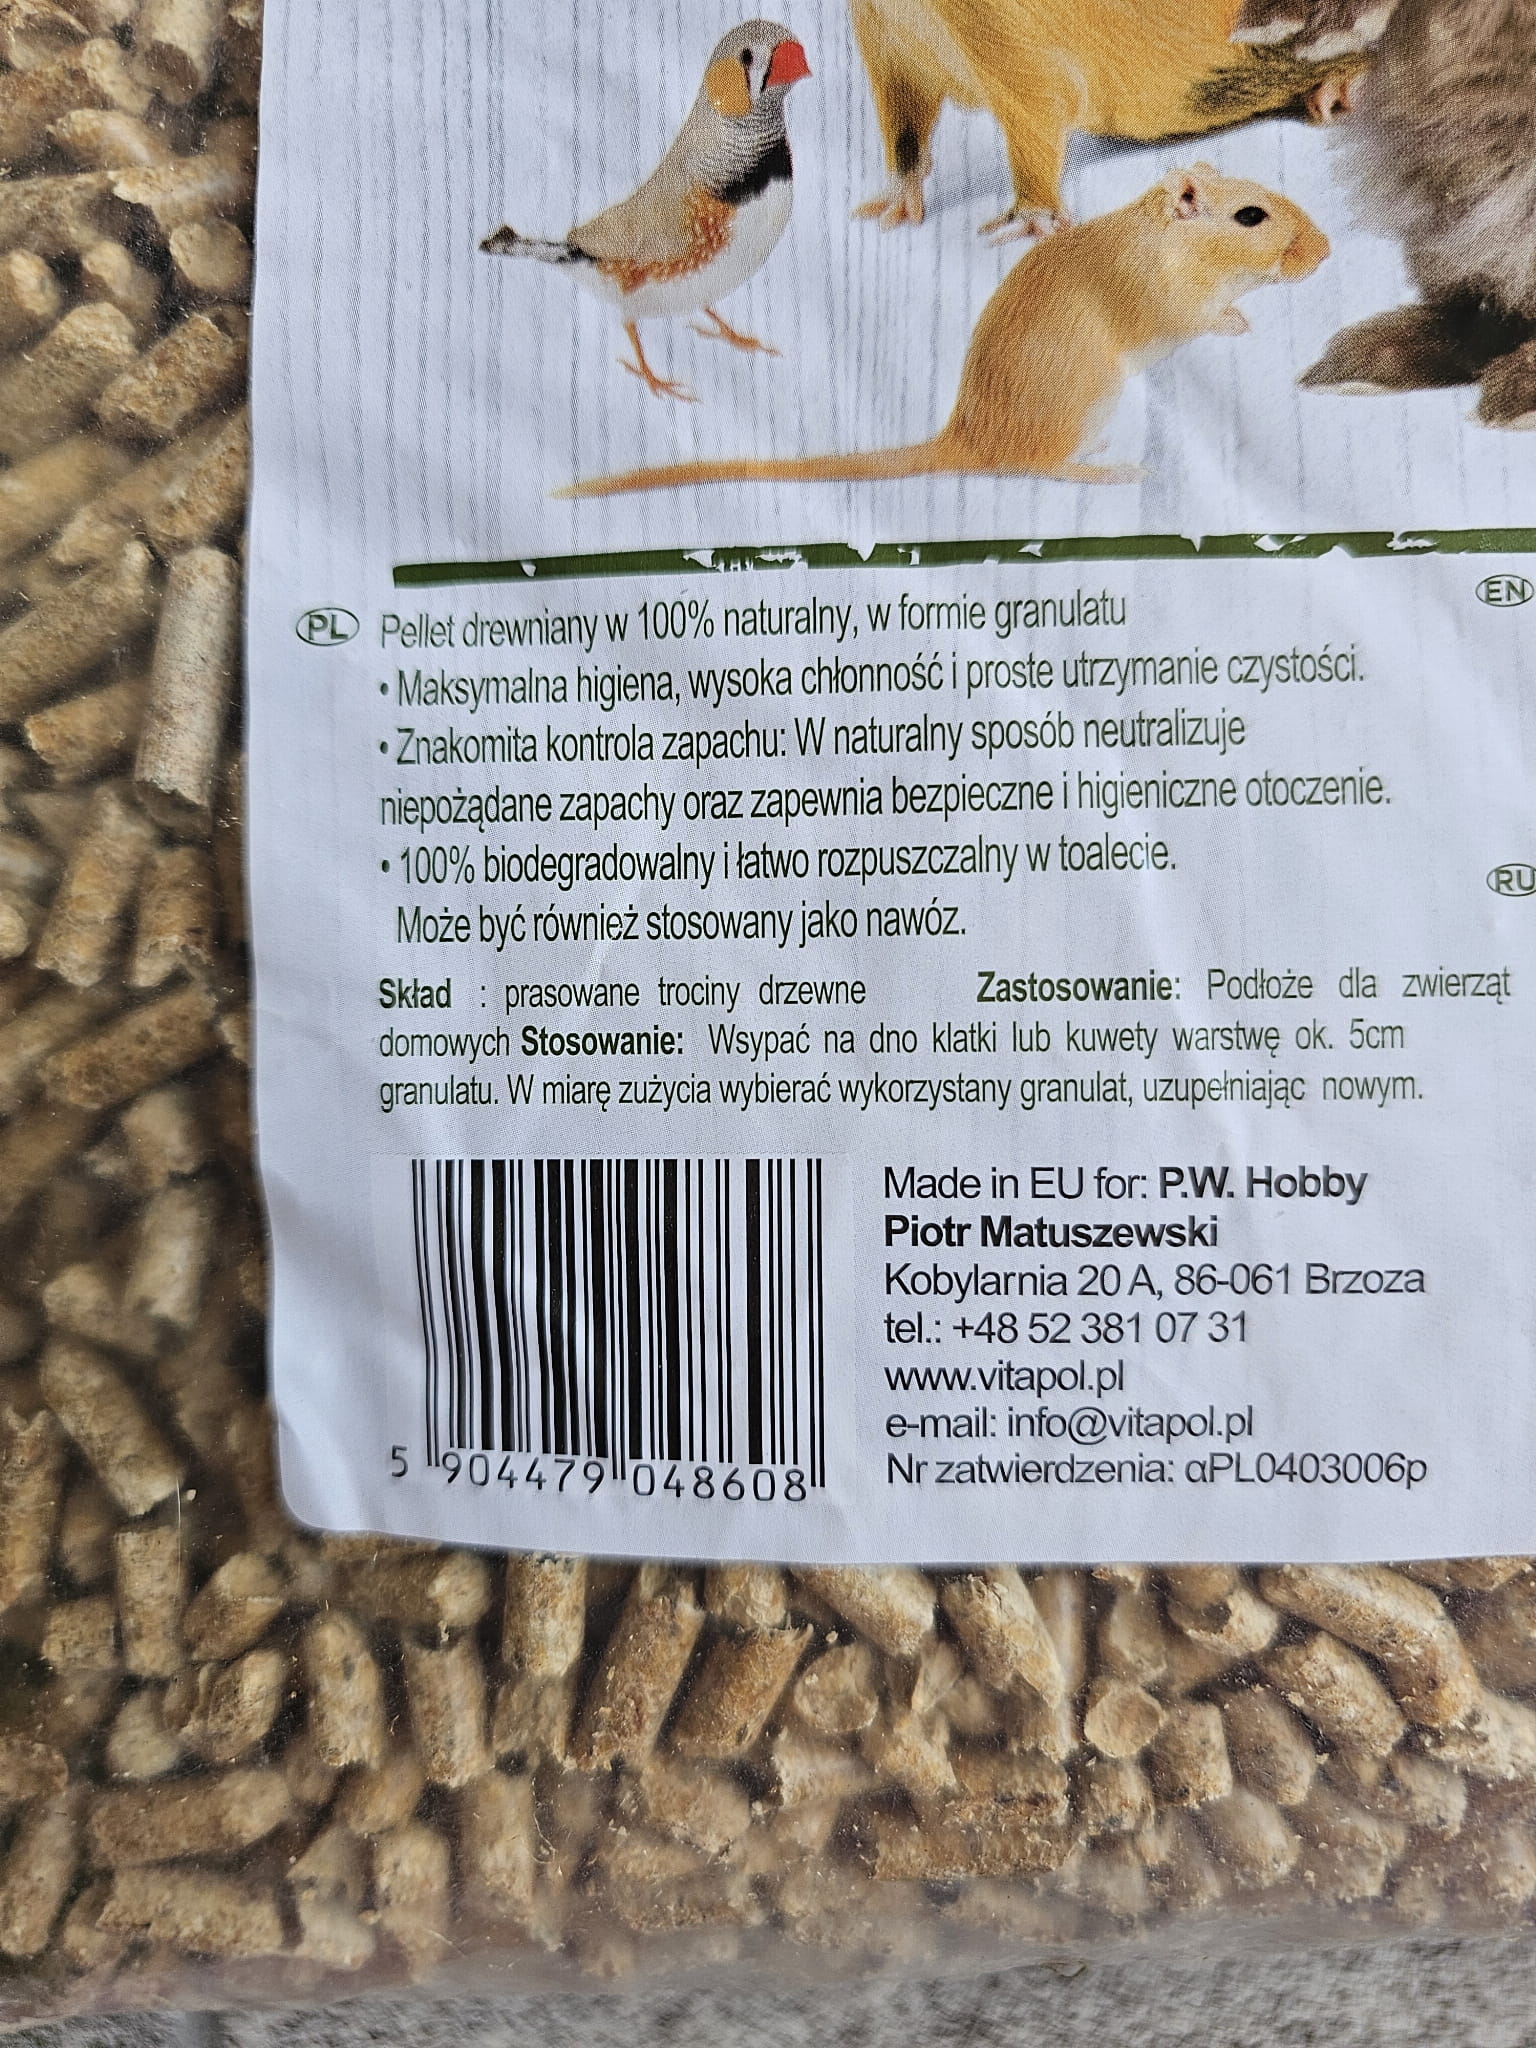 PL Pellet drewniany w 100% naturalny, w formie granulatu
• Maksymalna higiena, wysoka chłonność i proste utrzymanie czystości.
• Znakomita kontrola zapachu: W naturalny sposób neutralizuje
niepożądane zapachy oraz zapewnia bezpieczne i higieniczne otoczenie.
• 100% biodegradowalny i łatwo rozpuszczalny w toalecie.
Może być również stosowany jako nawóz.
Skład : prasowane trociny drzewne Zastosowanie: Podłoże dla zwierząt
domowych Stosowanie: Wsypać na dno klatki lub kuwety warstwę ok. 5cm
granulatu. W miarę zużycia wybierać wykorzystany granulat, uzupełniając nowym.
EN
RU
5 904479 048608
Made in EU for: P.W. Hobby
Piotr Matuszewski
Kobylarnia 20 A, 86-061 Brzoza
tel.: +48 52 381 07 31
www.vitapol.pl
e-mail: info@vitapol.pl
Nr zatwierdzenia: αPL0403006p